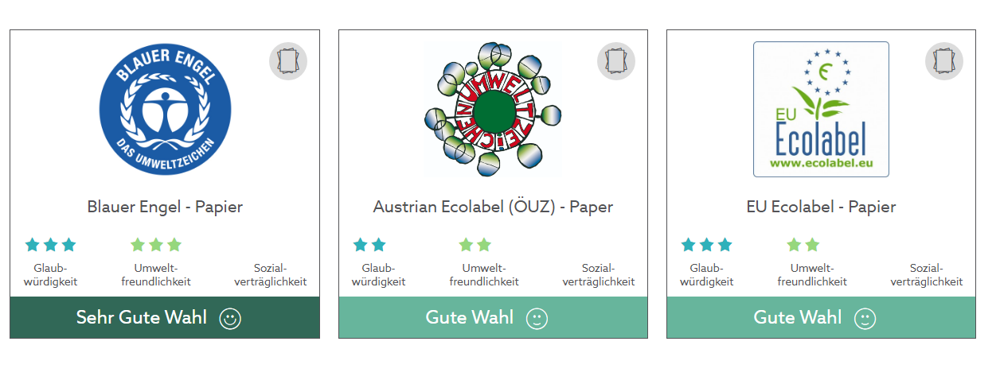 BLAUER ENGEL
DAS UMWELTZEICHEN
Blauer Engel - Papier
Glaub-
würdigkeit
Umwelt-
freundlichkeit
Sozial-
verträglichkeit
Sehr Gute Wahl
UMWELTZEICHEN
Austrian Ecolabel (ÖUZ) - Paper
Glaub-
würdigkeit
Umwelt-
freundlichkeit
Sozial-
verträglichkeit
Gute Wahl
EU
Ecolabel
www.ecolabel.eu
EU Ecolabel - Papier
Glaub-
würdigkeit
Umwelt-
freundlichkeit
Sozial-
verträglichkeit
Gute Wahl